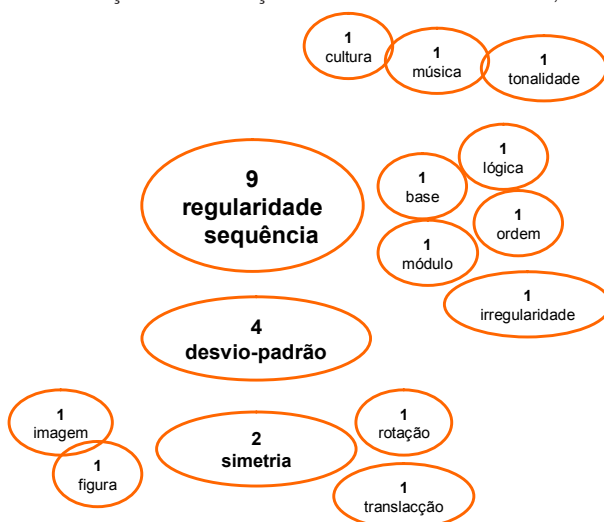 1
cultura
1
música
1
tonalidade
9
regularidade
sequência
1
base
1
lógica
1
ordem
1
módulo
1
irregularidade
4
desvio-padrão
2
simetria
1
imagem
1
figura
1
rotação
1
translacção